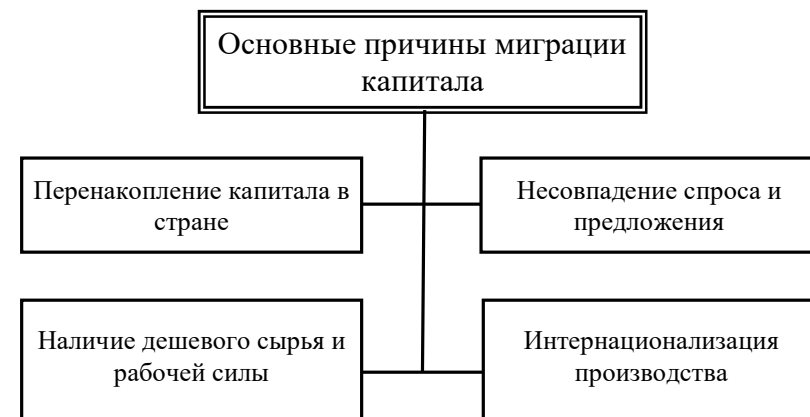 Основные причины миграции
капитала
Перенакопление капитала в
стране
Несовпадение спроса и
предложения
Наличие дешевого сырья и
рабочей силы
Интернационализация
производства